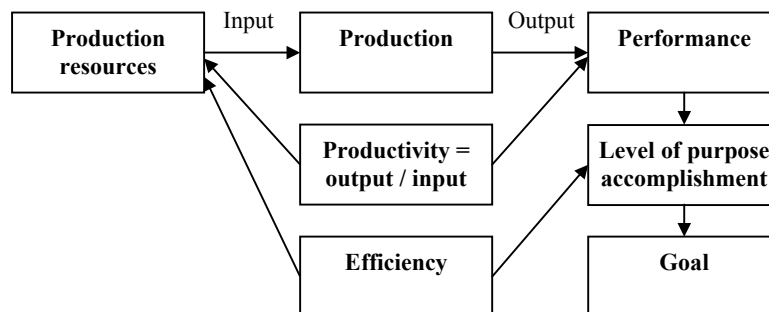 Input
Output
Production
resources
Production
Performance
Productivity =
output / input
Level of purpose
accomplishment
Efficiency
Goal